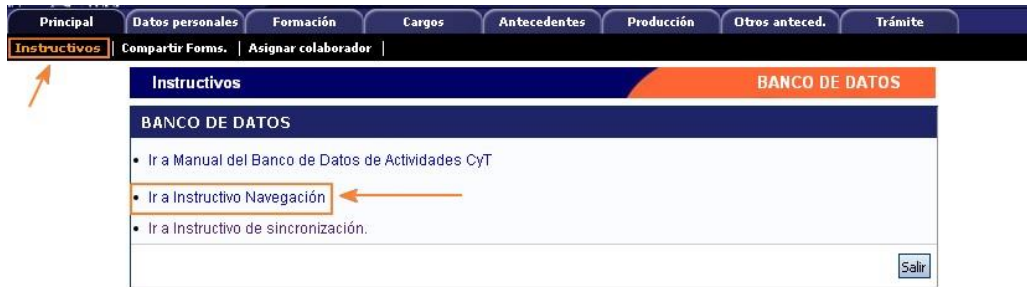 Principal Datos personales Formación Cargos Antecedentes Producción Otros anteced. Trámite
Instructivos | Compartir Forms. | Asignar colaborador |
Instructivos BANCO DE DATOS
BANCO DE DATOS
• Ir a Manual del Banco de Datos de Actividades CyT
• Ir a Instructivo Navegación
• Ir a Instructivo de sincronización.
Salir